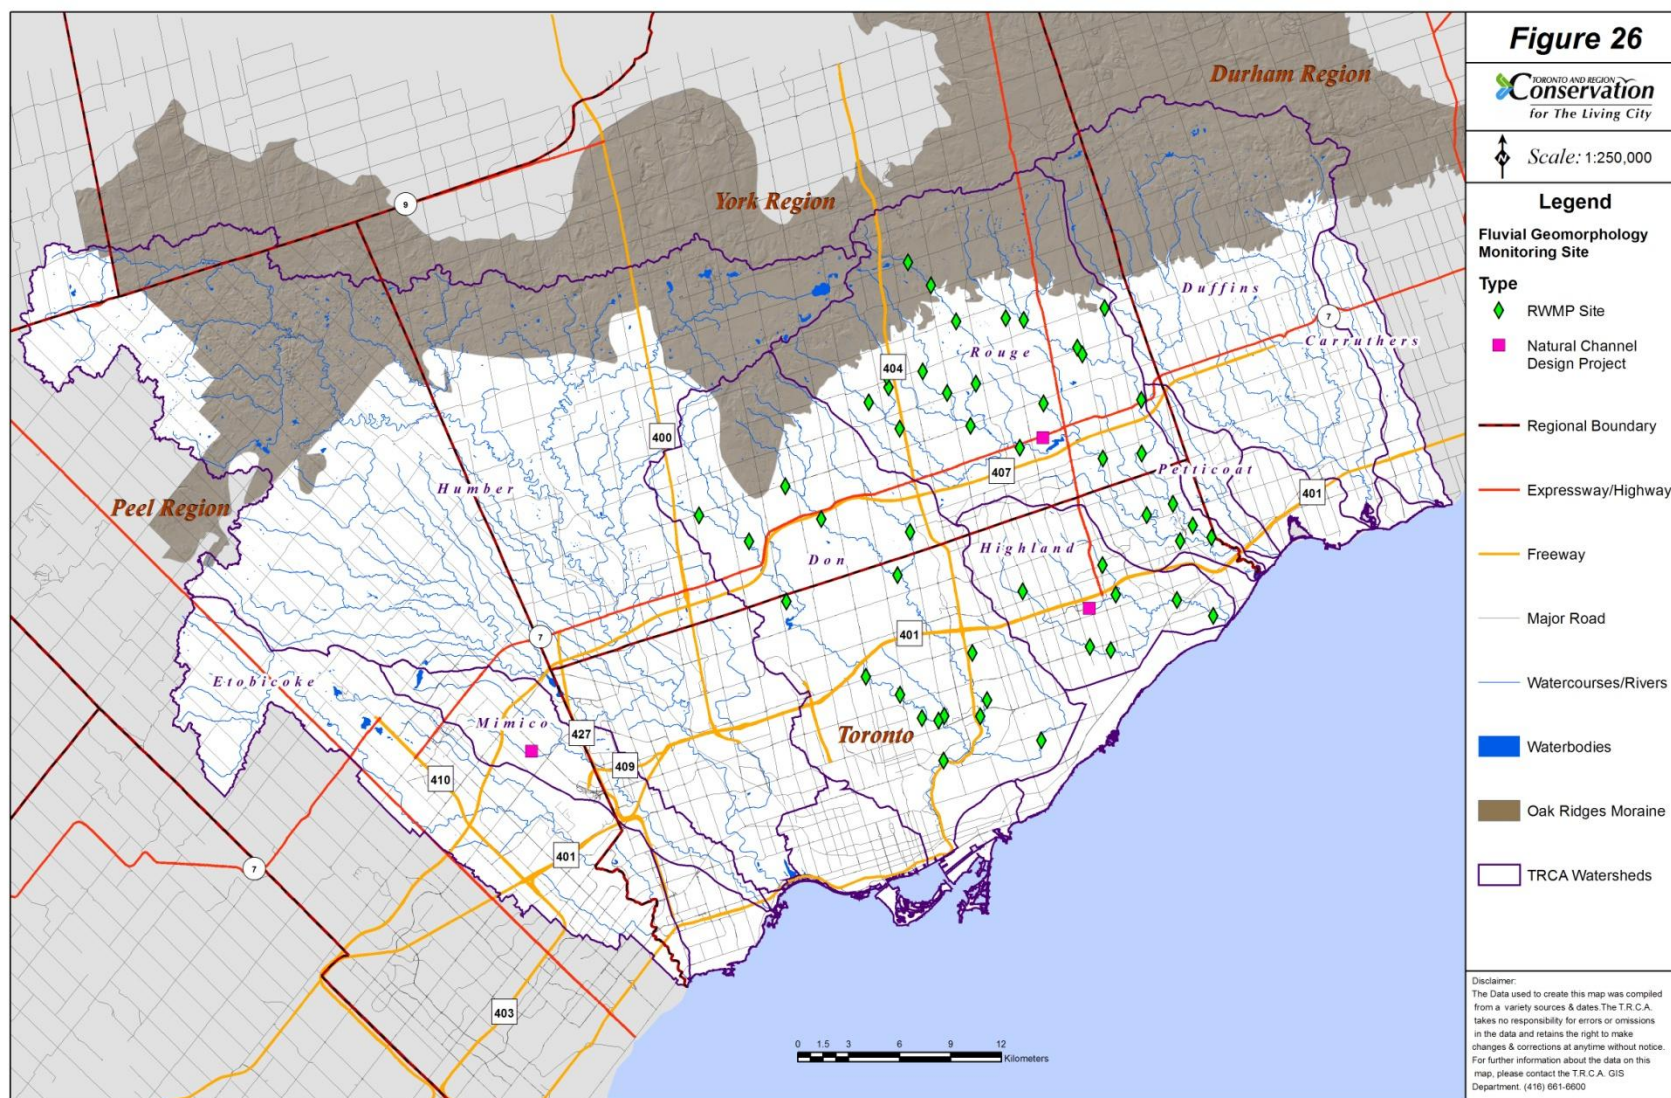 Figure 26
TORONTO AND REGION
Conservation
for The Living City
N
Scale: 1:250,000
Legend
Fluvial Geomorphology
Monitoring Site
Type
RWMP Site
Natural Channel
Design Project
Regional Boundary
Expressway/Highway
Freeway
Major Road
Watercourses/Rivers
Waterbodies
Oak Ridges Moraine
TRCA Watersheds
Disclaimer:
The Data used to create this map was compiled
from a variety sources & dates.The T.R.C.A.
takes no responsibility for errors or omissions
in the data and retains the right to make
changes & corrections at anytime without notice.
For further information about the data on this
map, please contact the T.R.C.A. GIS
Department. (416) 661-6600
Durham Region
York Region
9
Duffins
7
Carruthers
Rouge
404
400
407
Petticoat
401
Humber
Peel Region
Highland
Don
7
401
Etobicoke
Mimico
427
Toronto
409
410
401
7
403
0 1.5 3 6 9 12
Kilometers